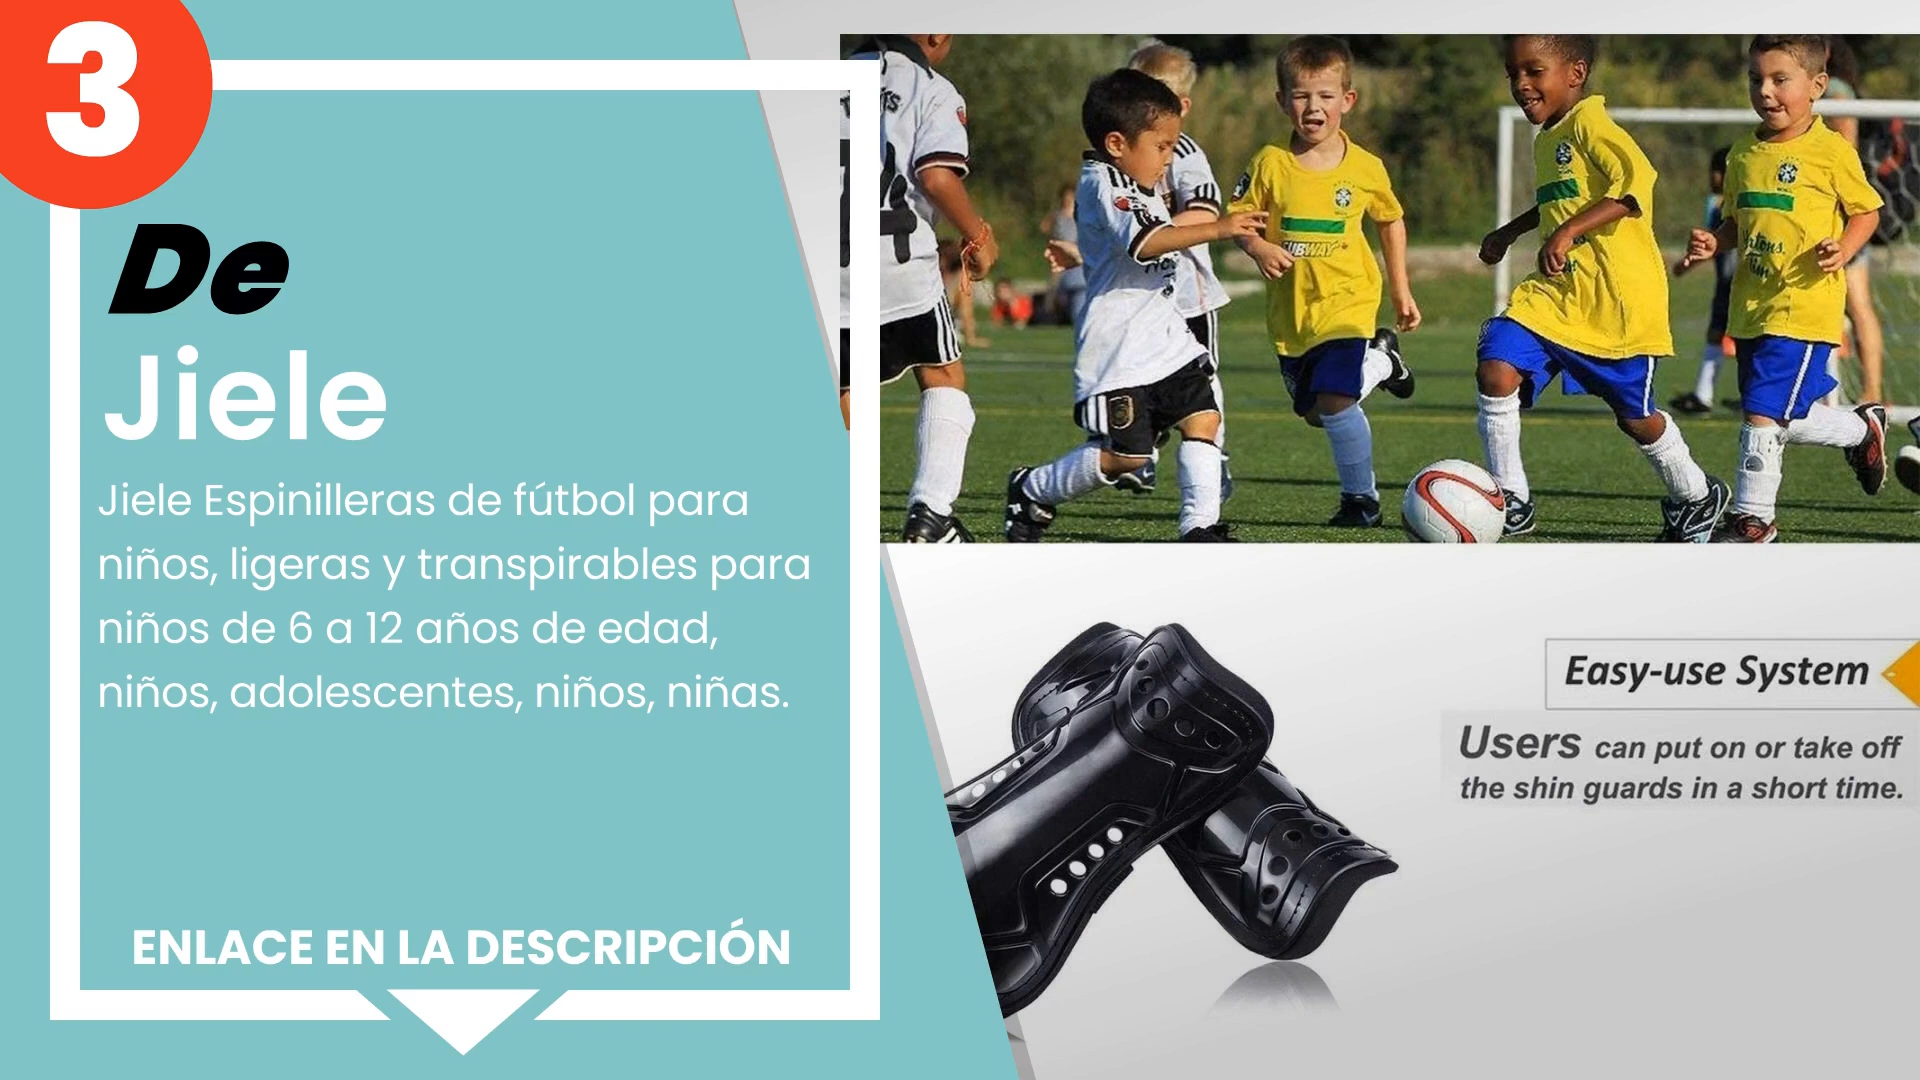 3
De
Jiele
Jiele Espinilleras de fútbol para
niños, ligeras y transpirables para
niños de 6 a 12 años de edad,
niños, adolescentes, niños, niñas.
ENLACE EN LA DESCRIPCIÓN
SUBWAY
Easy-use System
Users can put on or take off
the shin guards in a short time.